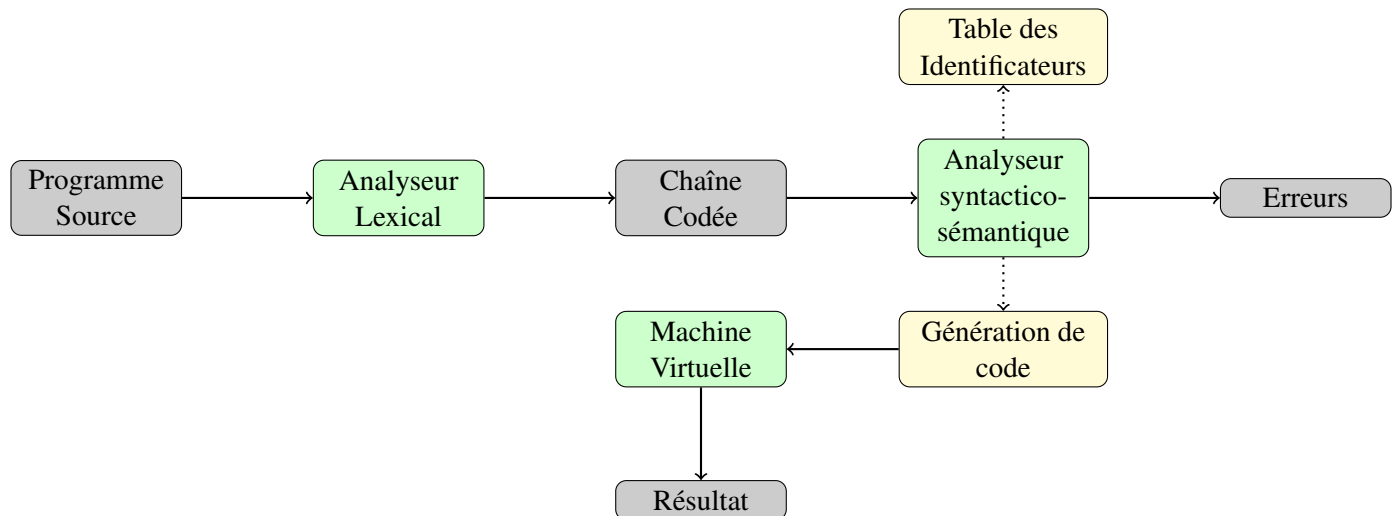 Table des
Identificateurs
Programme
Source
Analyseur
Lexical
Chaîne
Codée
Analyseur
syntactico-
sémantique
Erreurs
Machine
Virtuelle
Génération de
code
Résultat